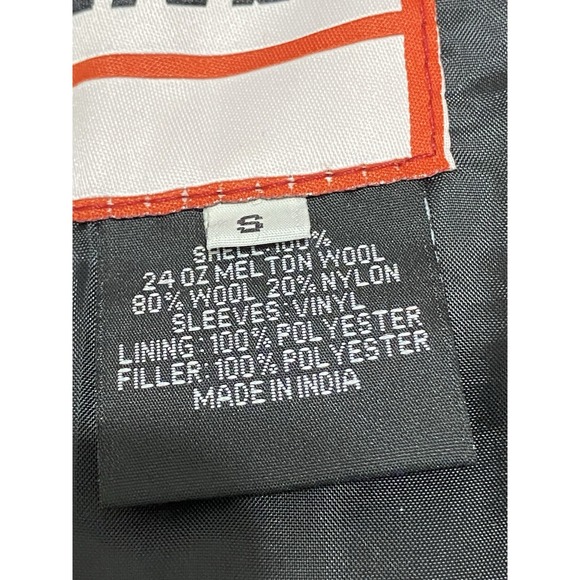 S
SHELL: 100%
24 OZ MELTON WOOL
80% WOOL 20% NYLON
SLEEVES: VINYL
LINING: 100% POLYESTER
FILLER: 100% POLYESTER
MADE IN INDIA